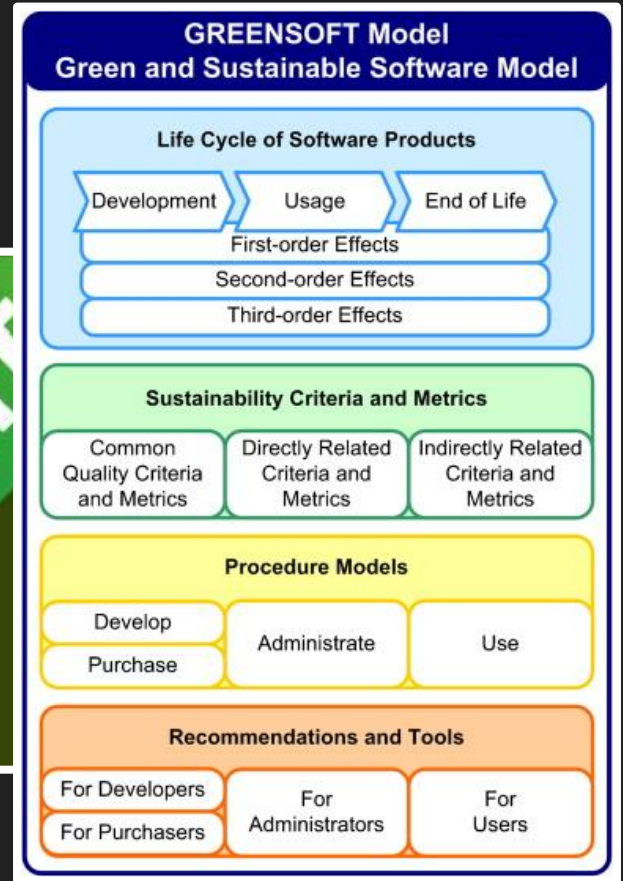 GREENSOFT Model
Green and Sustainable Software Model
Life Cycle of Software Products
Development
Usage
End of Life
First-order Effects
Second-order Effects
Third-order Effects
Sustainability Criteria and Metrics
Common
Quality Criteria
and Metrics
Directly Related
Criteria and
Metrics
Indirectly Related
Criteria and
Metrics
Procedure Models
Develop
Purchase
Administrate
Use
Recommendations and Tools
For Developers
For Purchasers
For
Administrators
For
Users